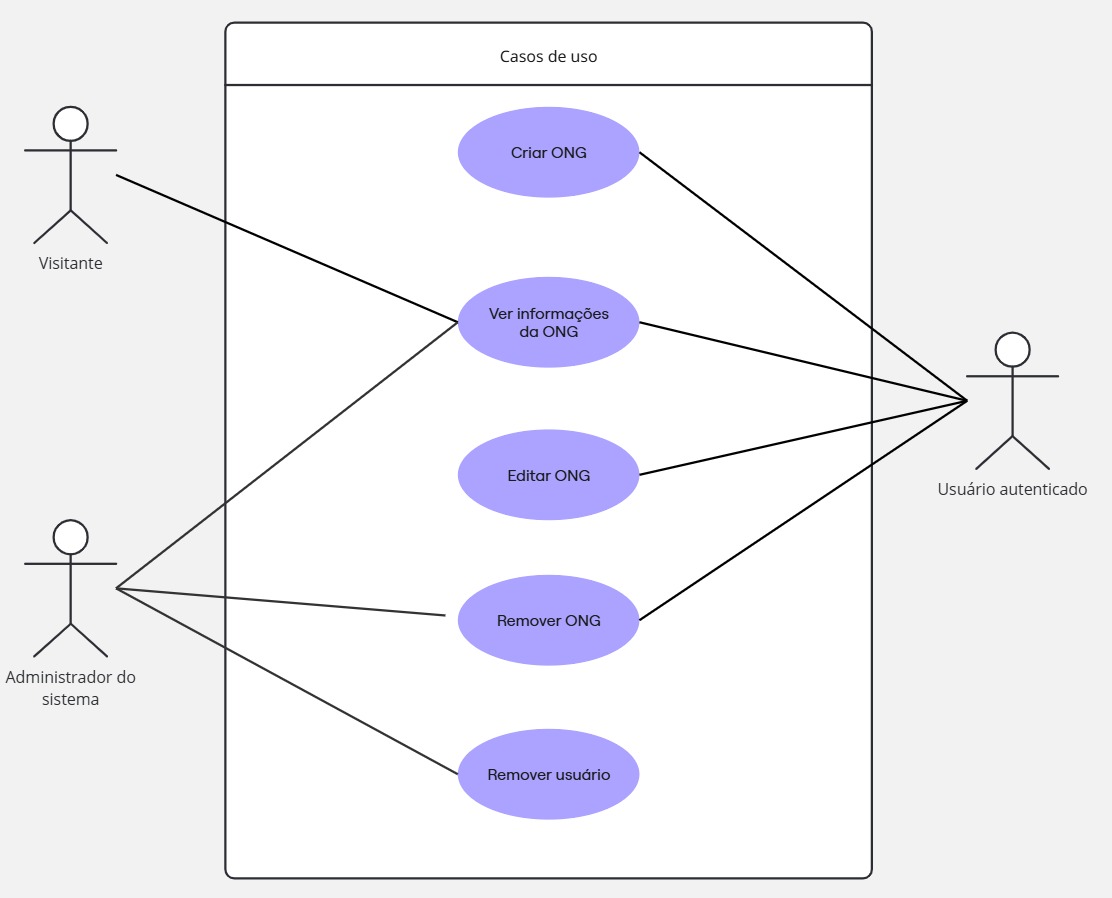 Casos de uso
Criar ONG
Visitante
Ver informações
da ONG
Editar ONG
Usuário autenticado
Remover ONG
Administrador do
sistema
Remover usuário